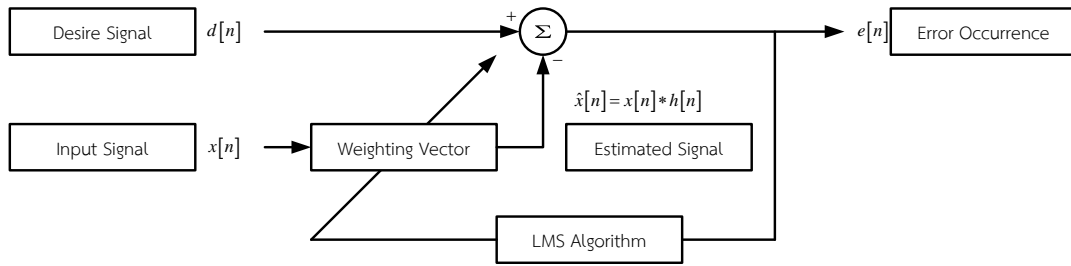 Desire Signal d[n] + Σ e[n] Error Occurrence
−
x̂[n] = x[n] * h[n]
Input Signal x[n] Weighting Vector Estimated Signal
LMS Algorithm